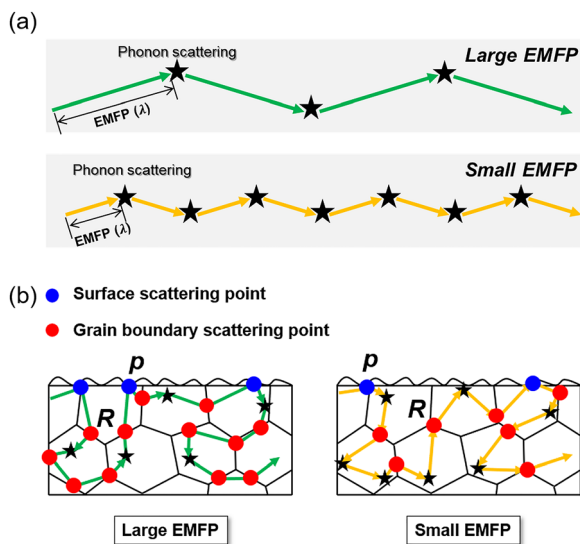 (a)
Phonon scattering
Large EMFP
EMFP (λ)
Phonon scattering
Small EMFP
EMFP (λ)
(b)
Surface scattering point
Grain boundary scattering point
p
R
p
R
Large EMFP
Small EMFP